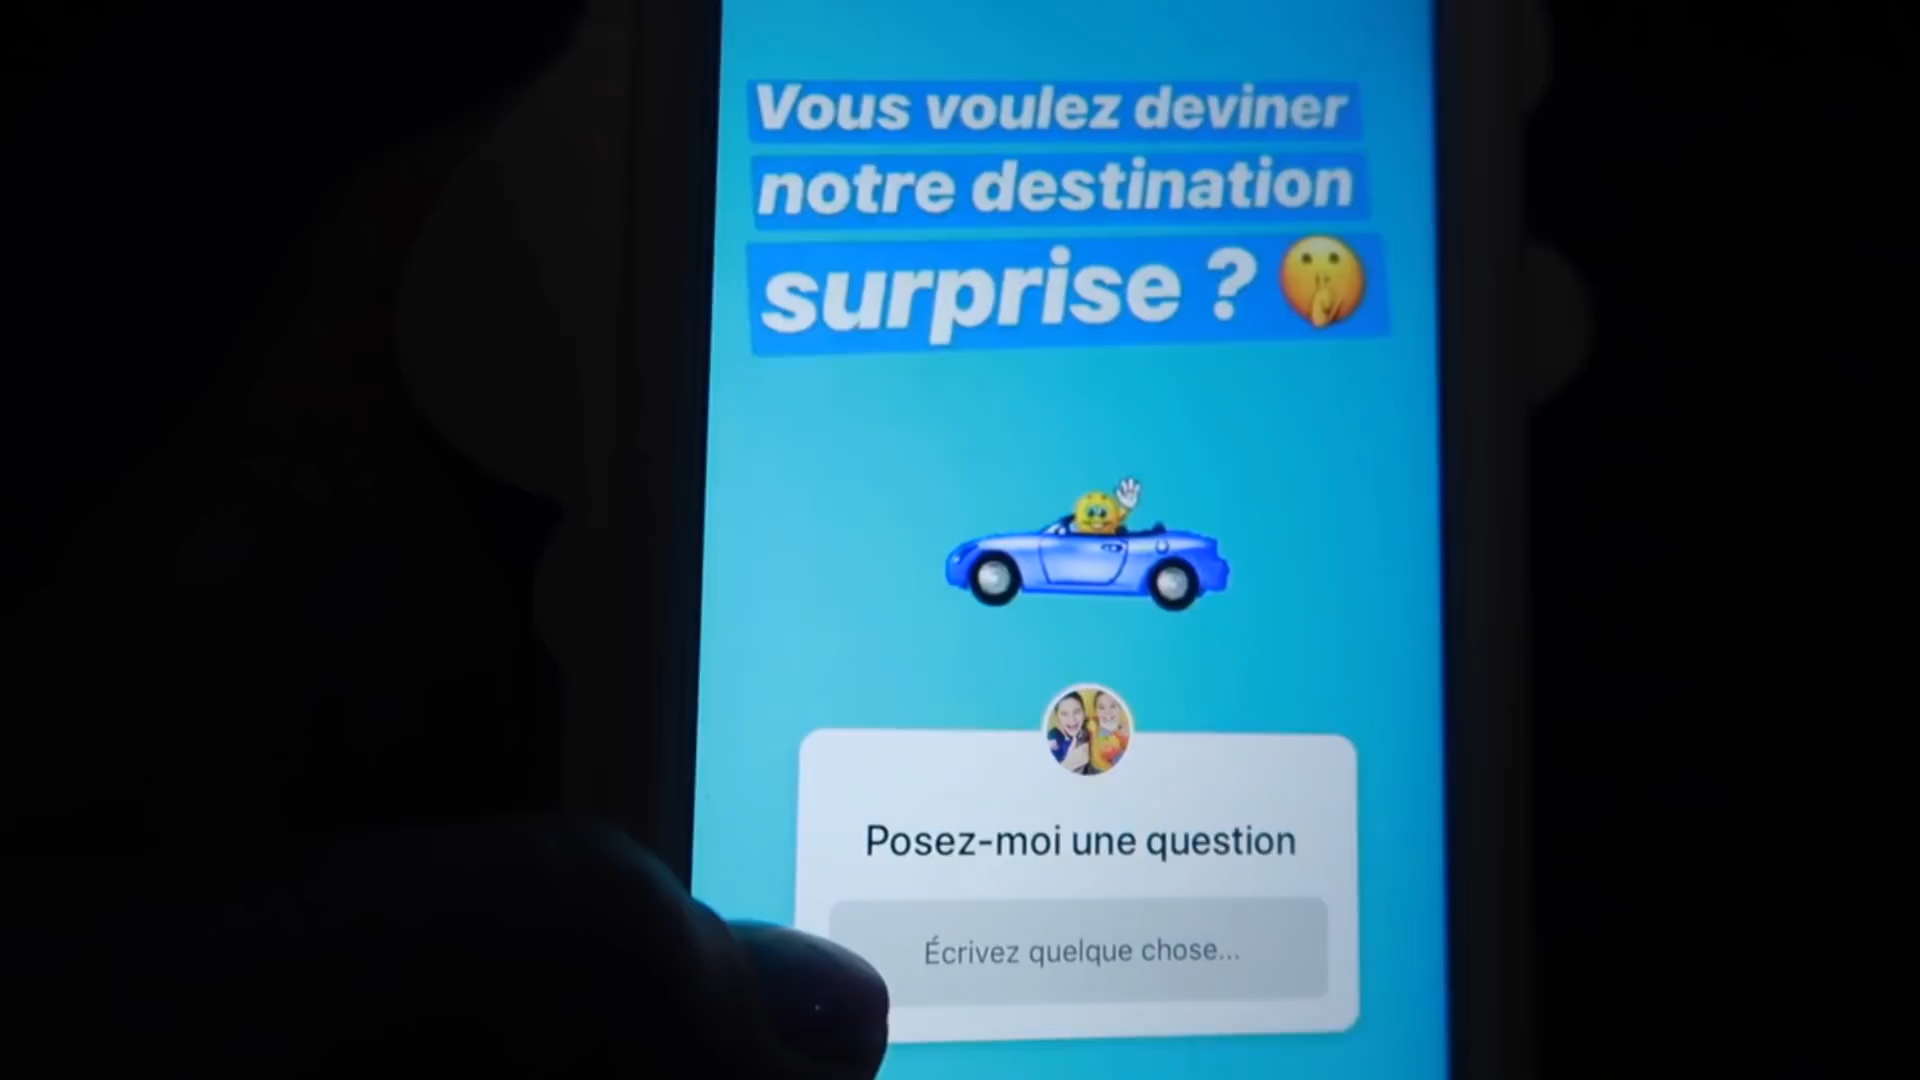 Vous voulez deviner
notre destination
surprise ? 🤫
Posez-moi une question
Écrivez quelque chose...